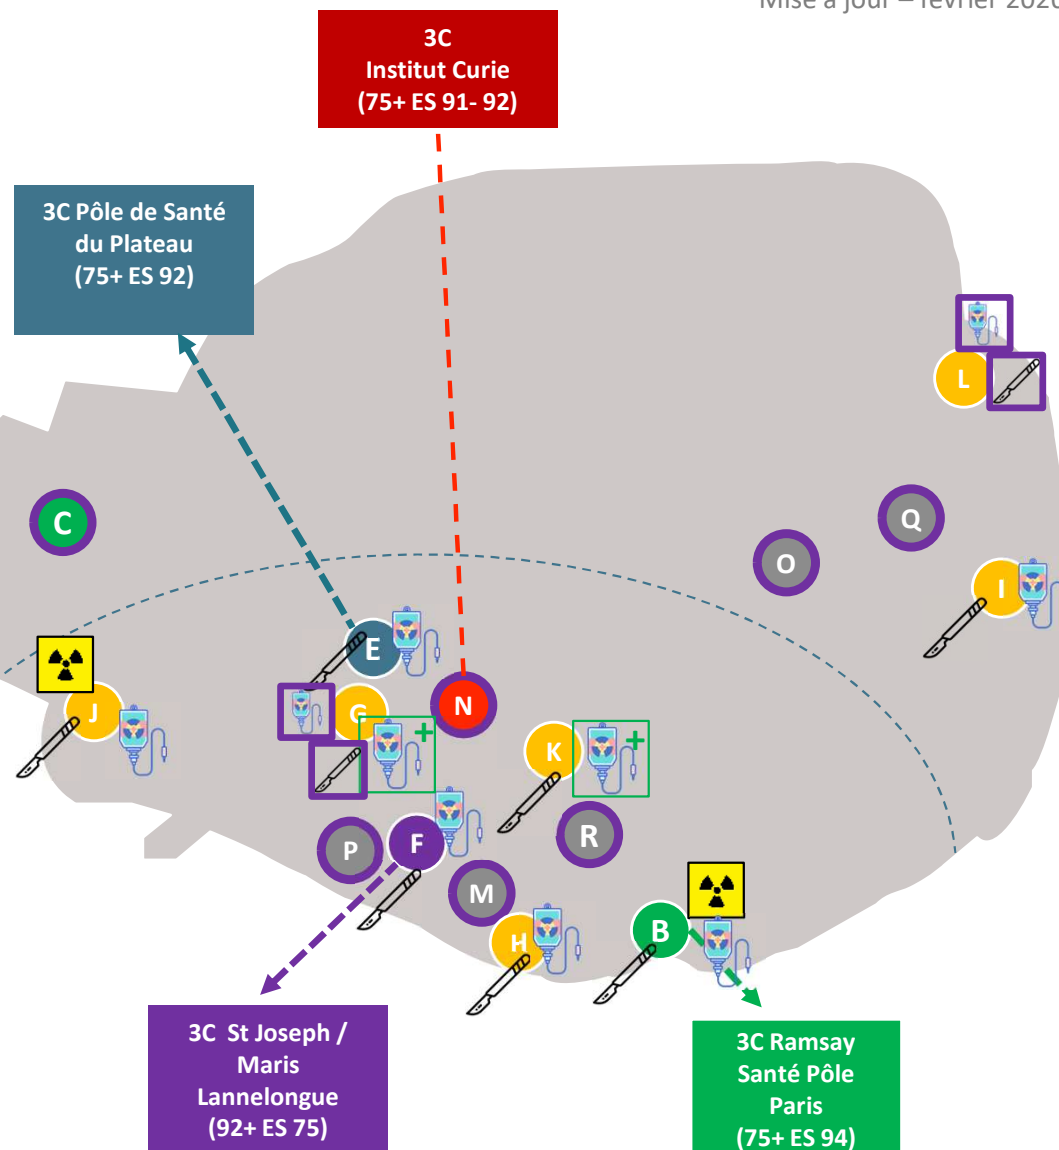 Mise à jour – février 2020
3C
Institut Curie
(75+ ES 91- 92)
3C Pôle de Santé
du Plateau
(75+ ES 92)
L
C
Q
O
I
E
J
G
N
+
K
+
P
F
R
M
H
B
3C St Joseph /
Maris
Lannelongue
(92+ ES 75)
3C Ramsay
Santé Pôle
Paris
(75+ ES 94)